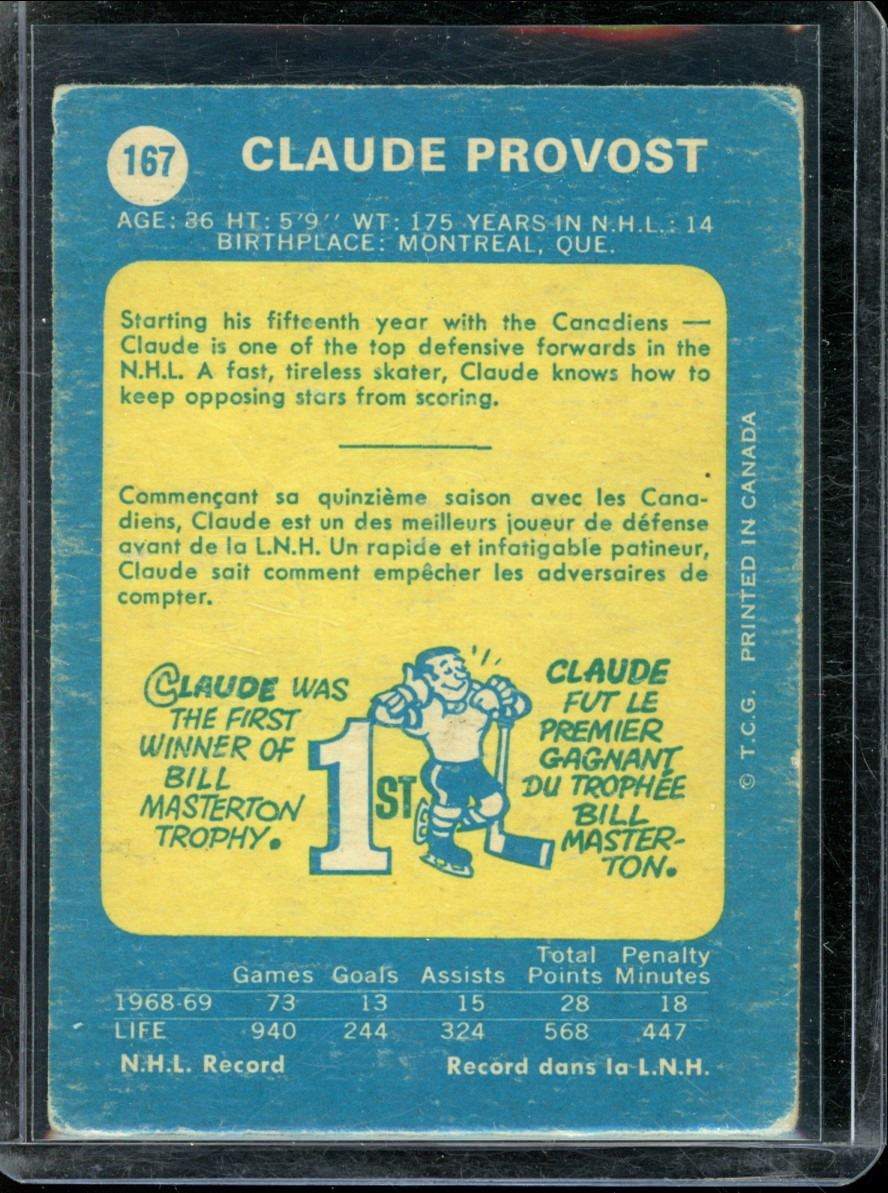 167
CLAUDE PROVOST
AGE: 36 HT: 5'9'' WT: 175 YEARS IN N.H.L.: 14
BIRTHPLACE: MONTREAL, QUE.
Starting his fifteenth year with the Canadiens —
Claude is one of the top defensive forwards in the
N.H.L. A fast, tireless skater, Claude knows how to
keep opposing stars from scoring.
Commençant sa quinzième saison avec les Cana-
diens, Claude est un des meilleurs joueur de défense
avant de la L.N.H. Un rapide et infatigable patineur,
Claude sait comment empêcher les adversaires de
compter.
CLAUDE WAS
THE FIRST
WINNER OF
BILL
MASTERTON
TROPHY.
1ST
CLAUDE
FUT LE
PREMIER
GAGNANT
DU TROPHÉE
BILL
MASTER-
TON.
© T.C.G. PRINTED IN CANADA
Games Goals Assists Total Points Penalty Minutes
1968-69 73 13 15 28 18
LIFE 940 244 324 568 447
N.H.L. Record Record dans la L.N.H.